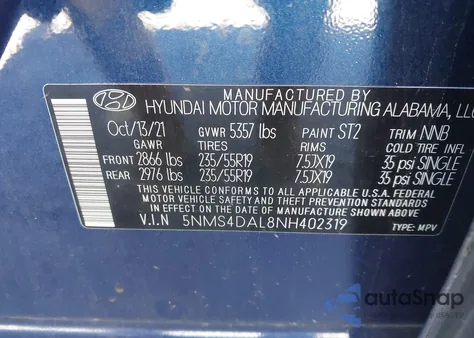 MANUFACTURED BY
HYUNDAI MOTOR MANUFACTURING ALABAMA, LLC
Oct/13/21 GVWR 5357 lbs PAINT ST2 TRIM NNB
GAWR TIRES RIMS COLD TIRE INFL
FRONT 2866 lbs 235/55R19 7.5JX19 35 psi SINGLE
REAR 2976 lbs 235/55R19 7.5JX19 35 psi SINGLE
THIS VEHICLE CONFORMS TO ALL APPLICABLE U.S.A. FEDERAL
MOTOR VEHICLE SAFETY AND THEFT PREVENTION STANDARDS
IN EFFECT ON THE DATE OF MANUFACTURE SHOWN ABOVE.
V.I.N 5NMS4DAL8NH402319 TYPE: MPV
autoSnap